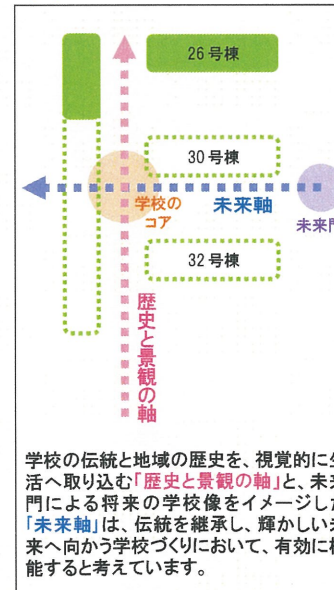 26号棟
30号棟
学校の
コア
未来軸
未来門
32号棟
歴史と景観の軸
学校の伝統と地域の歴史を、視覚的に生
活へ取り込む「歴史と景観の軸」と、未来
門による将来の学校像をイメージした
「未来軸」は、伝統を継承し、輝かしい未
来へ向かう学校づくりにおいて、有効に機
能すると考えています。